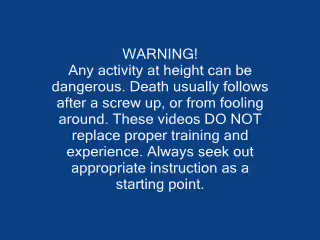 WARNING!
Any activity at height can be
dangerous. Death usually follows
after a screw up, or from fooling
around. These videos DO NOT
replace proper training and
experience. Always seek out
appropriate instruction as a
starting point.